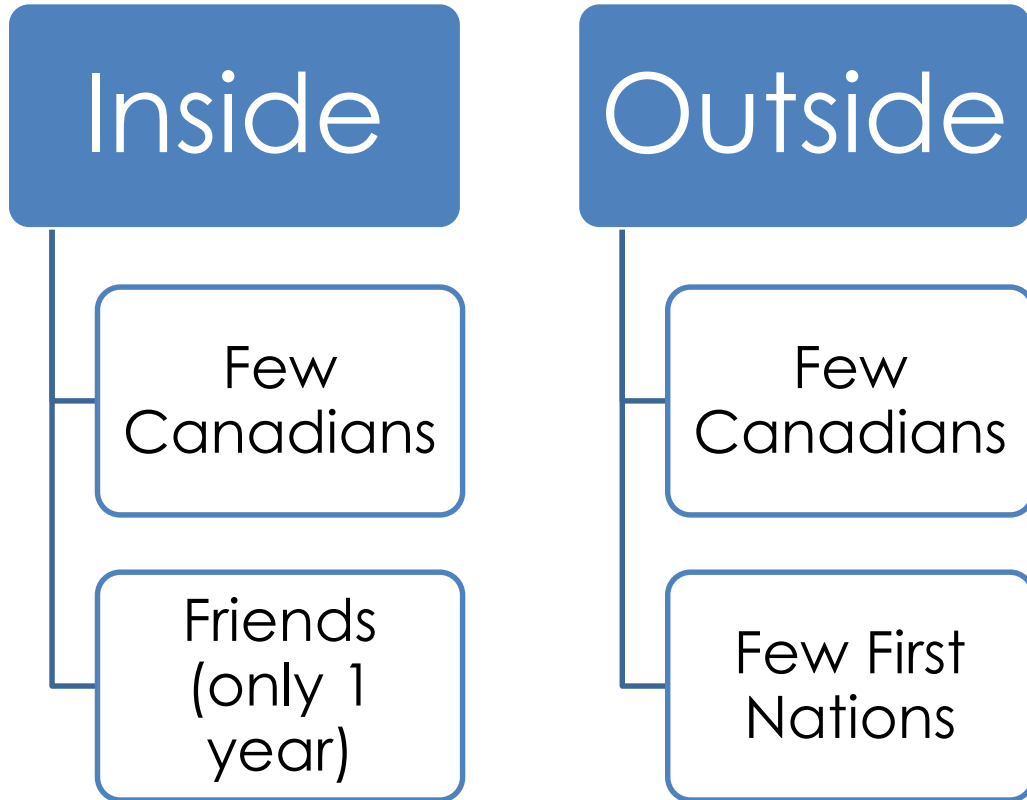 Inside
Few
Canadians
Friends
(only 1
year)
Outside
Few
Canadians
Few First
Nations